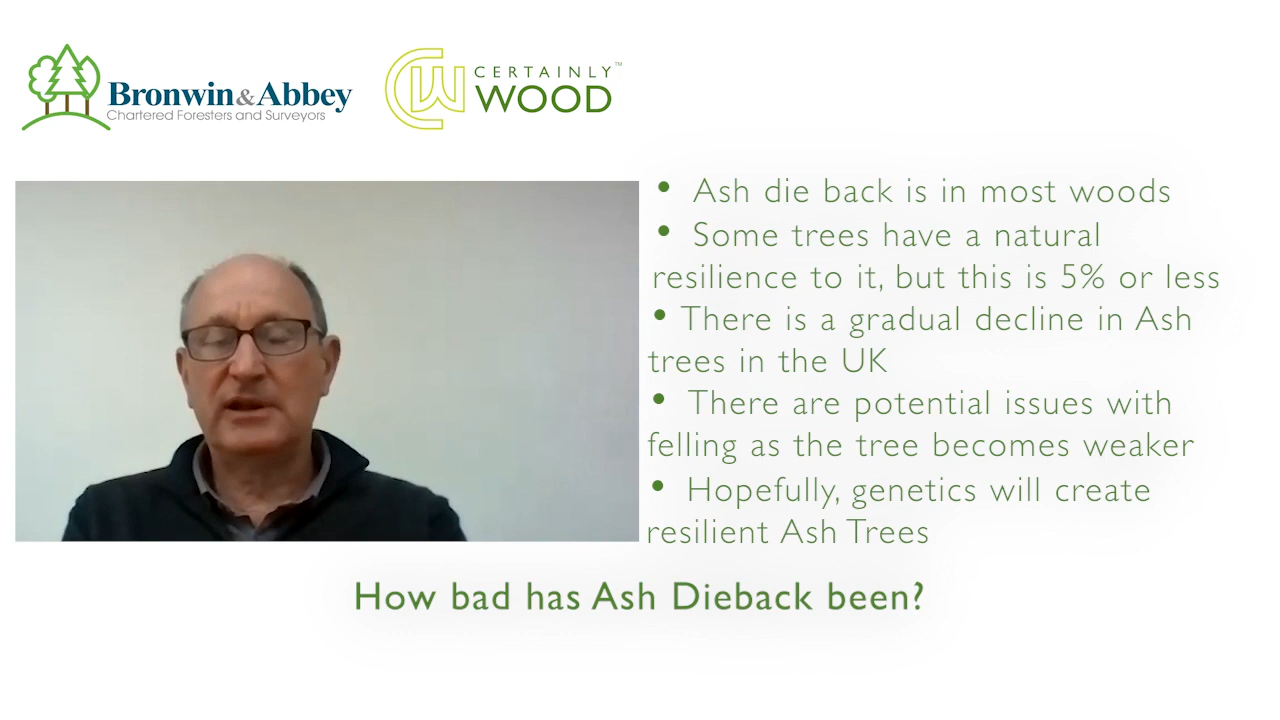 Bronwin & Abbey
Chartered Foresters and Surveyors
CERTAINLY™
WOOD
• Ash die back is in most woods
• Some trees have a natural
resilience to it, but this is 5% or less
• There is a gradual decline in Ash
trees in the UK
• There are potential issues with
felling as the tree becomes weaker
• Hopefully, genetics will create
resilient Ash Trees
How bad has Ash Dieback been?